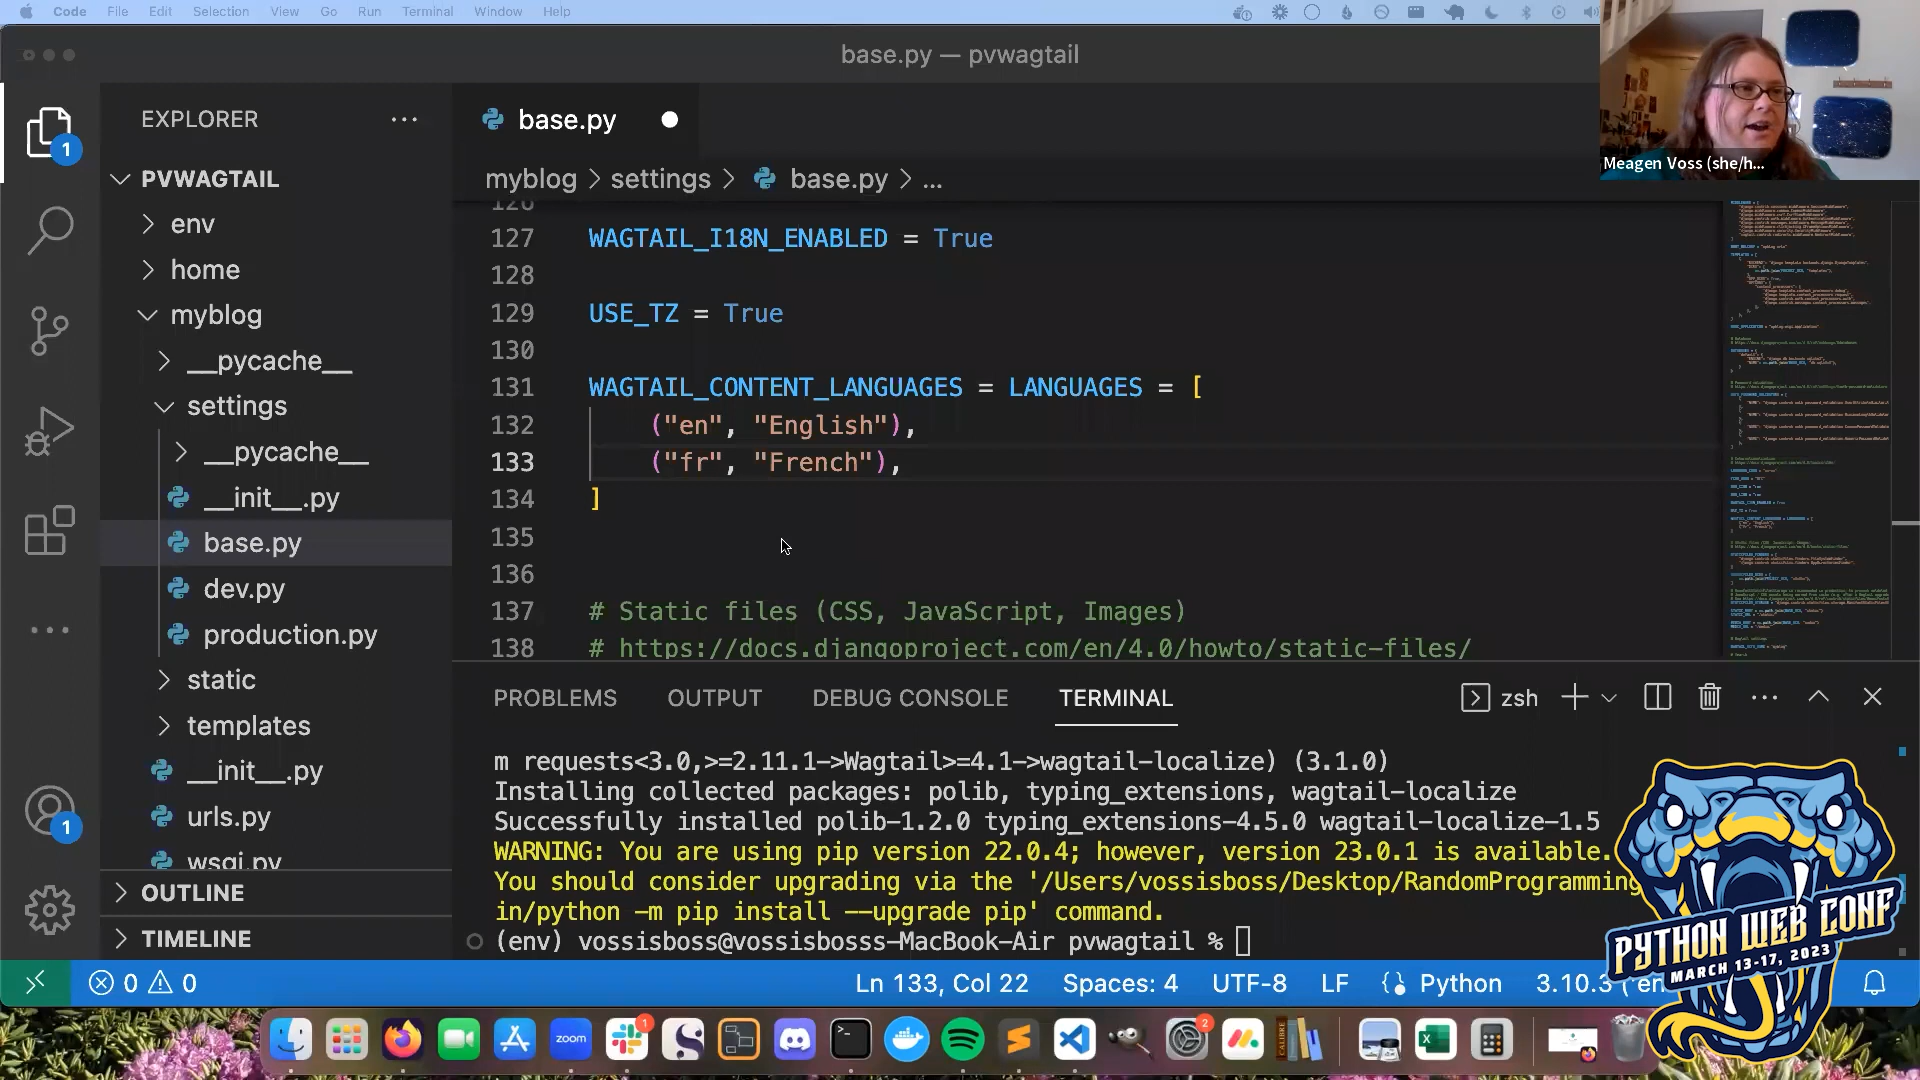 Code File Edit Selection View Go Run Terminal Window Help
base.py — pvwagtail
Meagen Voss (she/h...
EXPLORER
PVWAGTAIL
env
home
myblog
__pycache__
settings
__pycache__
__init__.py
base.py
dev.py
production.py
static
templates
__init__.py
urls.py
wsgi.py
OUTLINE
TIMELINE
1
1
base.py
myblog > settings > base.py > ...
126
127 WAGTAIL_I18N_ENABLED = True
128
129 USE_TZ = True
130
131 WAGTAIL_CONTENT_LANGUAGES = LANGUAGES = [
132 ("en", "English"),
133 ("fr", "French"),
134 ]
135
136
137 # Static files (CSS, JavaScript, Images)
138 # https://docs.djangoproject.com/en/4.0/howto/static-files/
PROBLEMS OUTPUT DEBUG CONSOLE TERMINAL zsh
m requests<3.0,>=2.11.1->Wagtail>=4.1->wagtail-localize) (3.1.0)
Installing collected packages: polib, typing_extensions, wagtail-localize
Successfully installed polib-1.2.0 typing_extensions-4.5.0 wagtail-localize-1.5
WARNING: You are using pip version 22.0.4; however, version 23.0.1 is available.
You should consider upgrading via the '/Users/vossisboss/Desktop/RandomProgramming
in/python -m pip install --upgrade pip' command.
(env) vossisboss@vossisbosss-MacBook-Air pvwagtail %
0 0 Ln 133, Col 22 Spaces: 4 UTF-8 LF Python 3.10.3
PYTHON WEB CONF
MARCH 13-17, 2023
zoom
1
2
CALIBRE